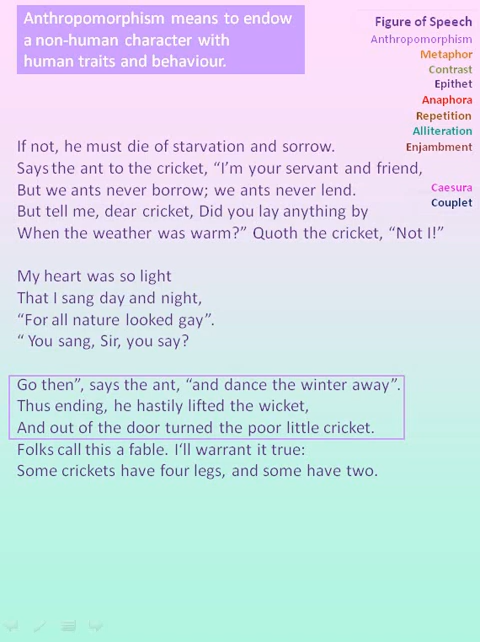 Anthropomorphism means to endow
a non-human character with
human traits and behaviour.
Figure of Speech
Anthropomorphism
Metaphor
Contrast
Epithet
Anaphora
Repetition
Alliteration
Enjambment
Caesura
Couplet
If not, he must die of starvation and sorrow.
Says the ant to the cricket, “I’m your servant and friend,
But we ants never borrow; we ants never lend.
But tell me, dear cricket, Did you lay anything by
When the weather was warm?” Quoth the cricket, “Not I!”
My heart was so light
That I sang day and night,
“For all nature looked gay”.
“ You sang, Sir, you say?
Go then”, says the ant, “and dance the winter away”.
Thus ending, he hastily lifted the wicket,
And out of the door turned the poor little cricket.
Folks call this a fable. I’ll warrant it true:
Some crickets have four legs, and some have two.